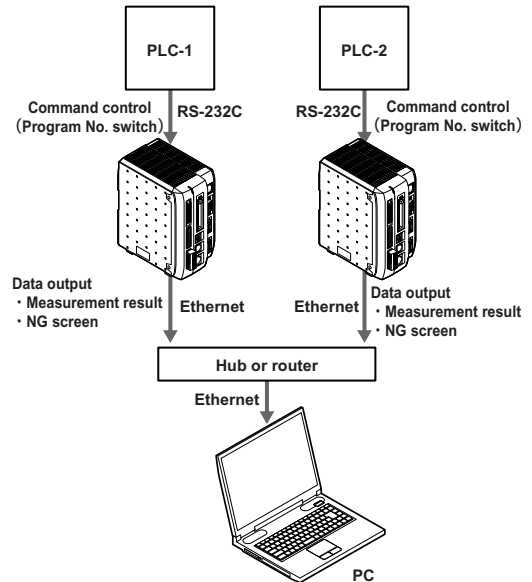 PLC-1
PLC-2
Command control
(Program No. switch)
RS-232C
RS-232C
Command control
(Program No. switch)
Data output
・Measurement result
・NG screen
Ethernet
Ethernet
Data output
・Measurement result
・NG screen
Hub or router
Ethernet
PC